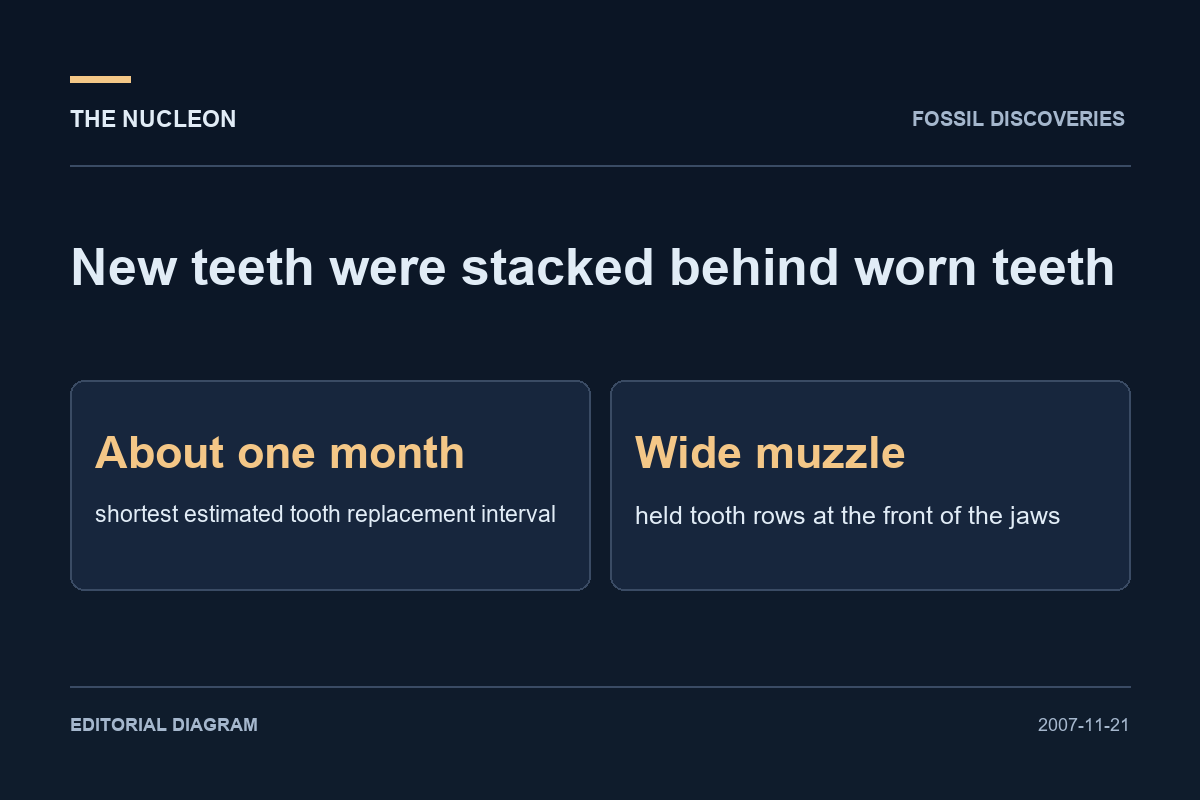 THE NUCLEON
FOSSIL DISCOVERIES
New teeth were stacked behind worn teeth
About one month
shortest estimated tooth replacement interval
Wide muzzle
held tooth rows at the front of the jaws
EDITORIAL DIAGRAM
2007-11-21